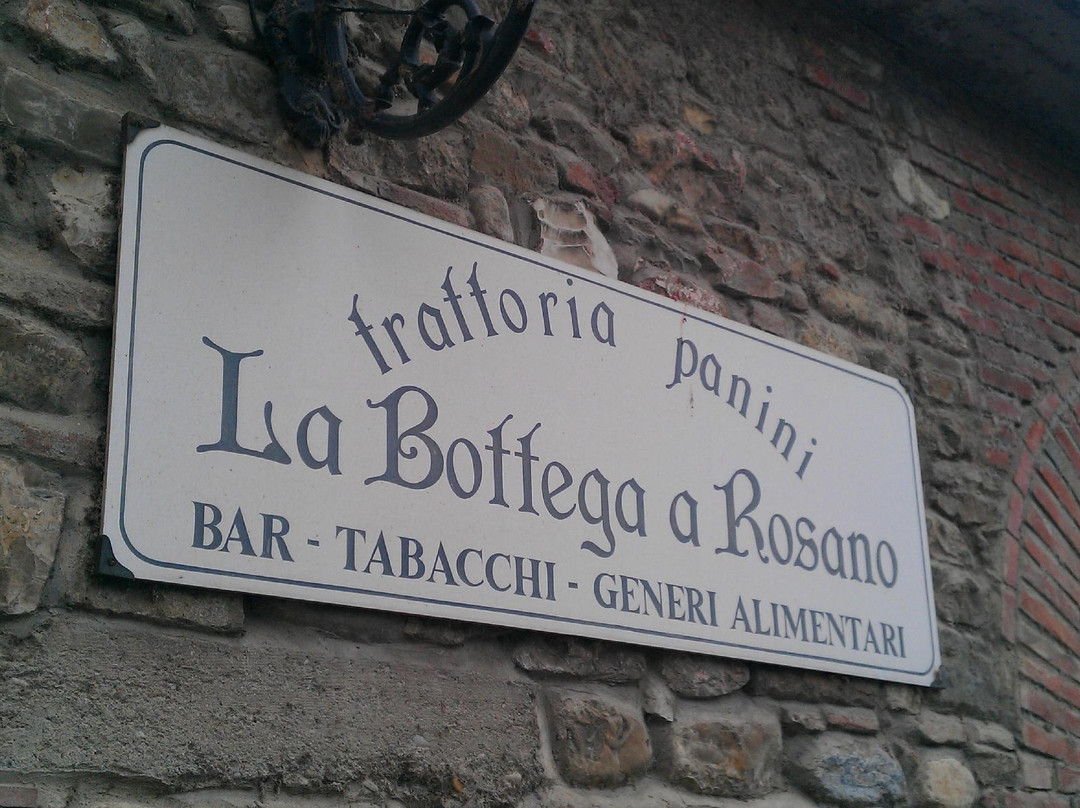 trattoria panini
La Bottega a Rosano
BAR - TABACCHI - GENERI ALIMENTARI